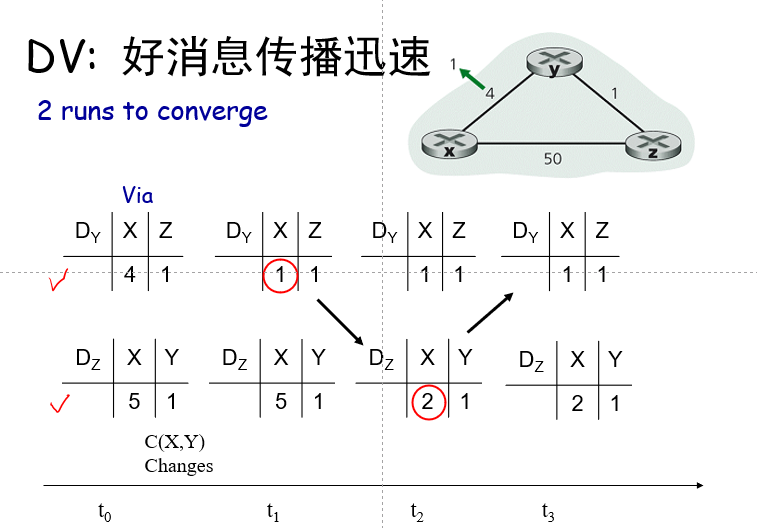 DV: 好消息传播迅速
2 runs to converge
1
4
y
1
x
50
z
Via
D_Y X Z
4 1
D_Y X Z
1 1
D_Y X Z
1 1
D_Y X Z
1 1
D_Z X Y
5 1
D_Z X Y
5 1
D_Z X Y
2 1
D_Z X Y
2 1
C(X,Y)
Changes
t_0 t_1 t_2 t_3